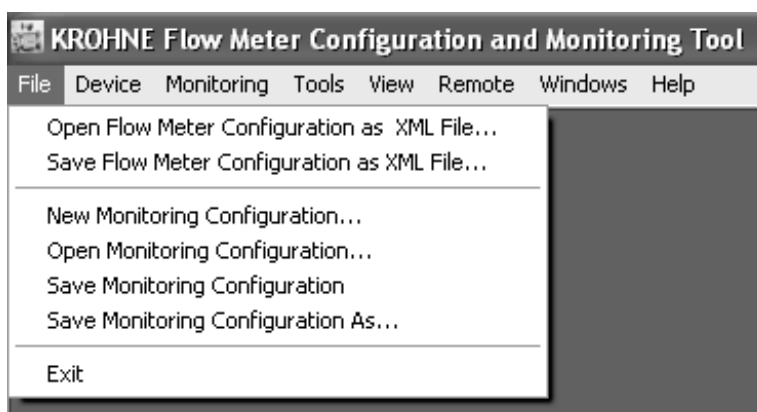 KROHNE Flow Meter Configuration and Monitoring Tool
File Device Monitoring Tools View Remote Windows Help
Open Flow Meter Configuration as XML File...
Save Flow Meter Configuration as XML File...
New Monitoring Configuration...
Open Monitoring Configuration...
Save Monitoring Configuration
Save Monitoring Configuration As...
Exit